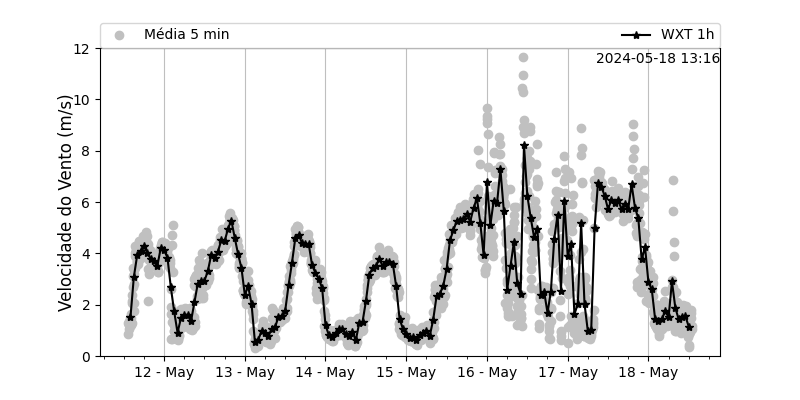 Média 5 min
WXT 1h
2024-05-18 13:16
Velocidade do Vento (m/s)
12
10
8
6
4
2
0
12 - May
13 - May
14 - May
15 - May
16 - May
17 - May
18 - May